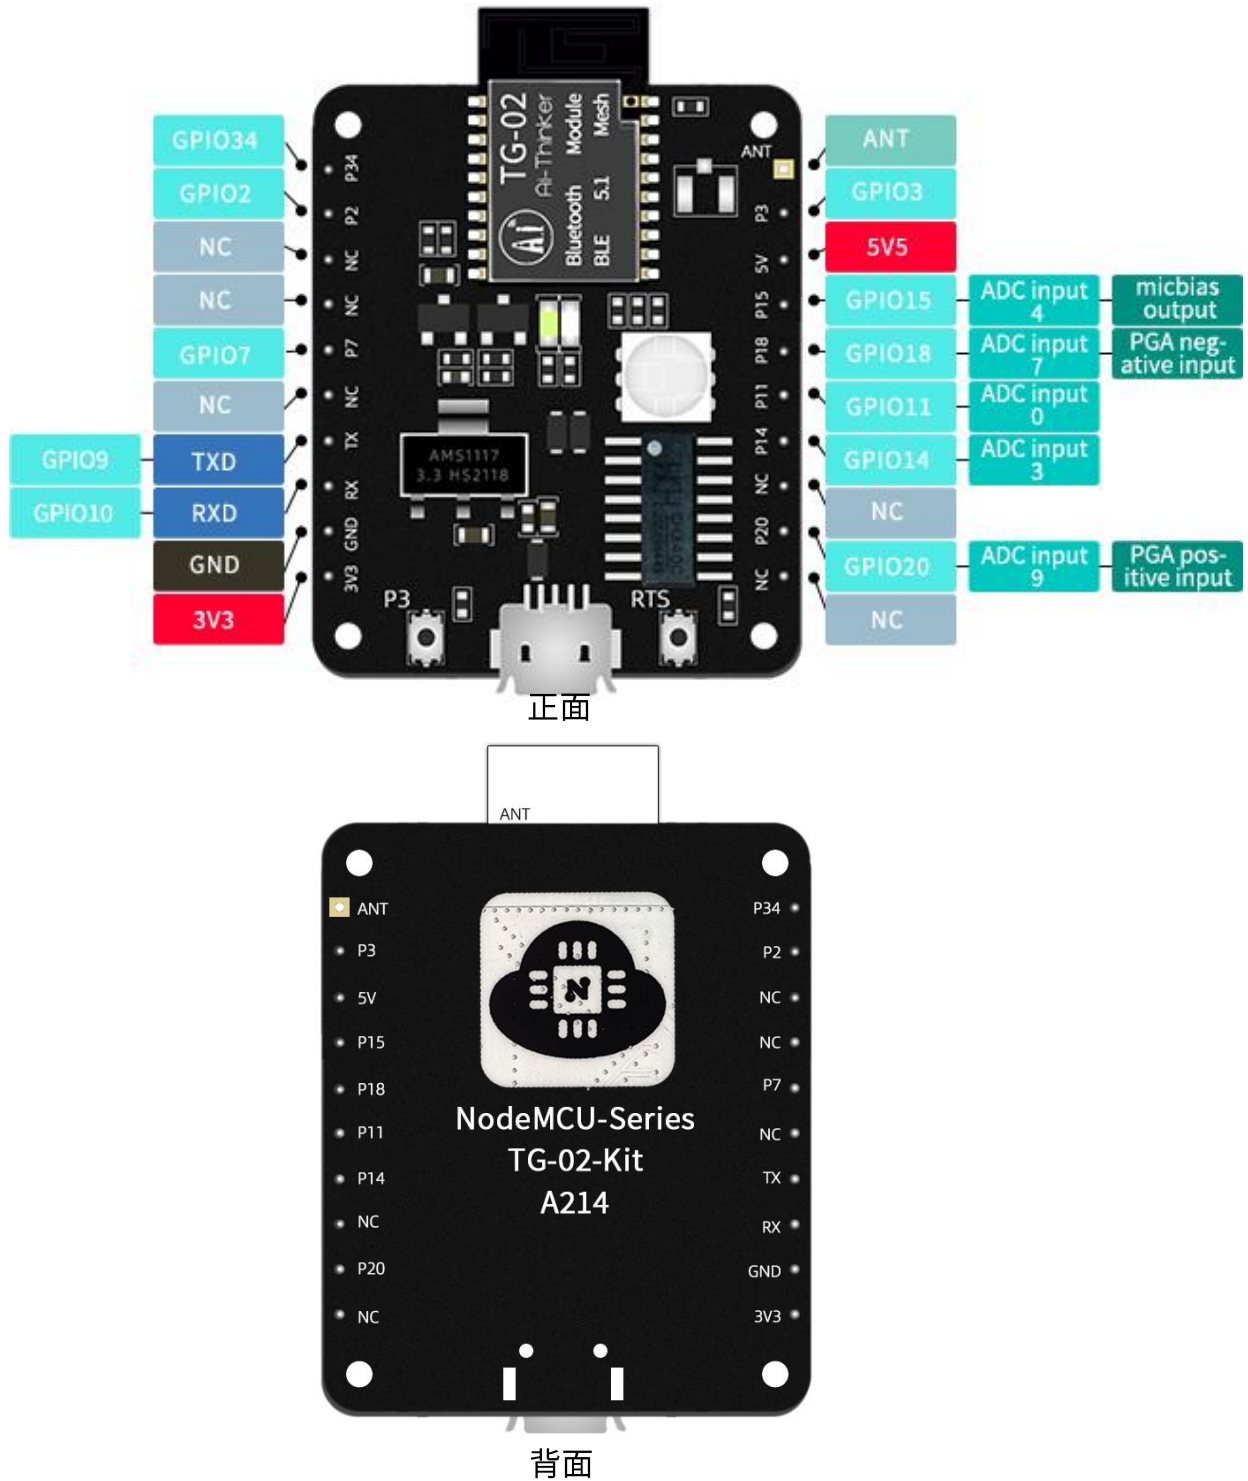 GPIO34
GPIO2
NC
NC
GPIO7
NC
GPIO9 TXD
GPIO10 RXD
GND
3V3
P34
P2
NC
NC
P7
NC
TX
RX
GND
3V3
TG-02
Ai-Thinker
Bluetooth Module
BLE 5.1 Mesh
A.i
AMS1117
3.3 HS2118
P3
RTS
ANT
P3
5V
P15
P18
P11
P14
NC
P20
NC
ANT
GPIO3
5V5
GPIO15 ADC input
4 micbias
output
GPIO18 ADC input
7 PGA neg-
ative input
GPIO11 ADC input
0
GPIO14 ADC input
3
NC
GPIO20 ADC input
9 PGA pos-
itive input
NC
正面
ANT
ANT
P3
5V
P15
P18
P11
P14
NC
P20
NC
NodeMCU-Series
TG-02-Kit
A214
P34
P2
NC
NC
P7
NC
TX
RX
GND
3V3
背面